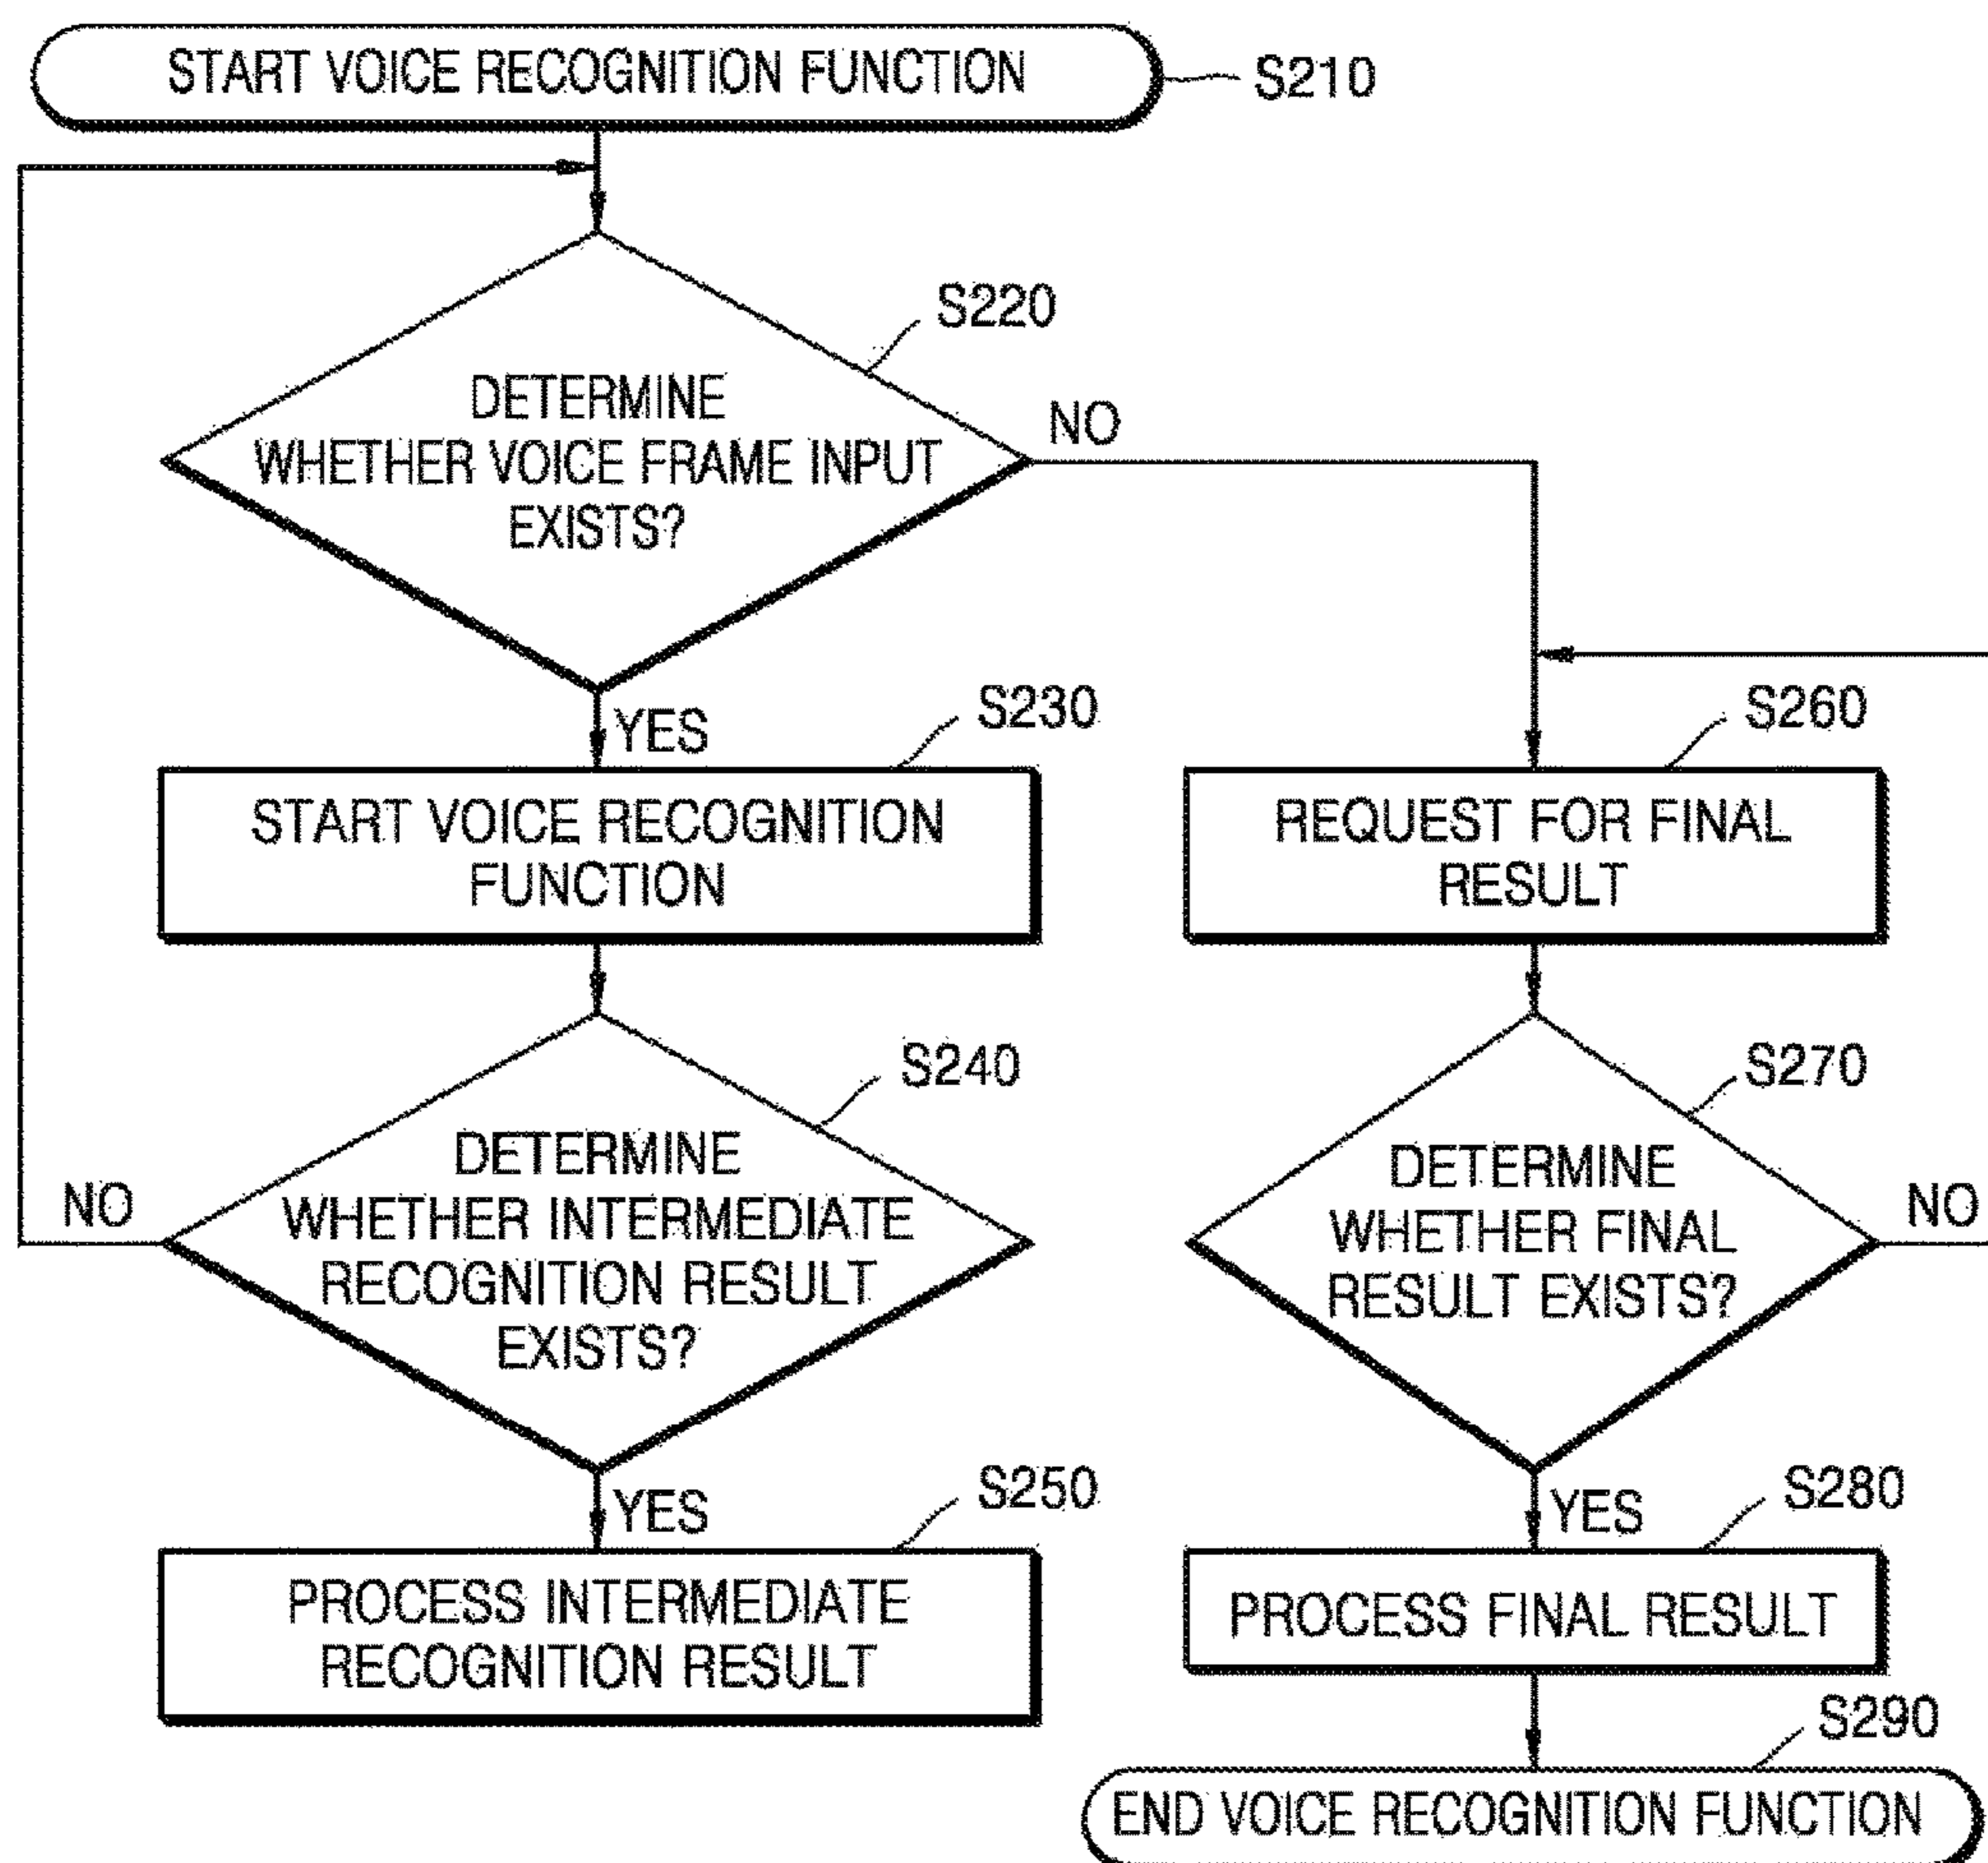 START VOICE RECOGNITION FUNCTION
S210
S220
DETERMINE
WHETHER VOICE FRAME INPUT
EXISTS?
NO
YES
S230
START VOICE RECOGNITION
FUNCTION
S240
DETERMINE
WHETHER INTERMEDIATE
RECOGNITION RESULT
EXISTS?
NO
YES
S250
PROCESS INTERMEDIATE
RECOGNITION RESULT
S260
REQUEST FOR FINAL
RESULT
S270
DETERMINE
WHETHER FINAL
RESULT EXISTS?
NO
YES
S280
PROCESS FINAL RESULT
S290
END VOICE RECOGNITION FUNCTION